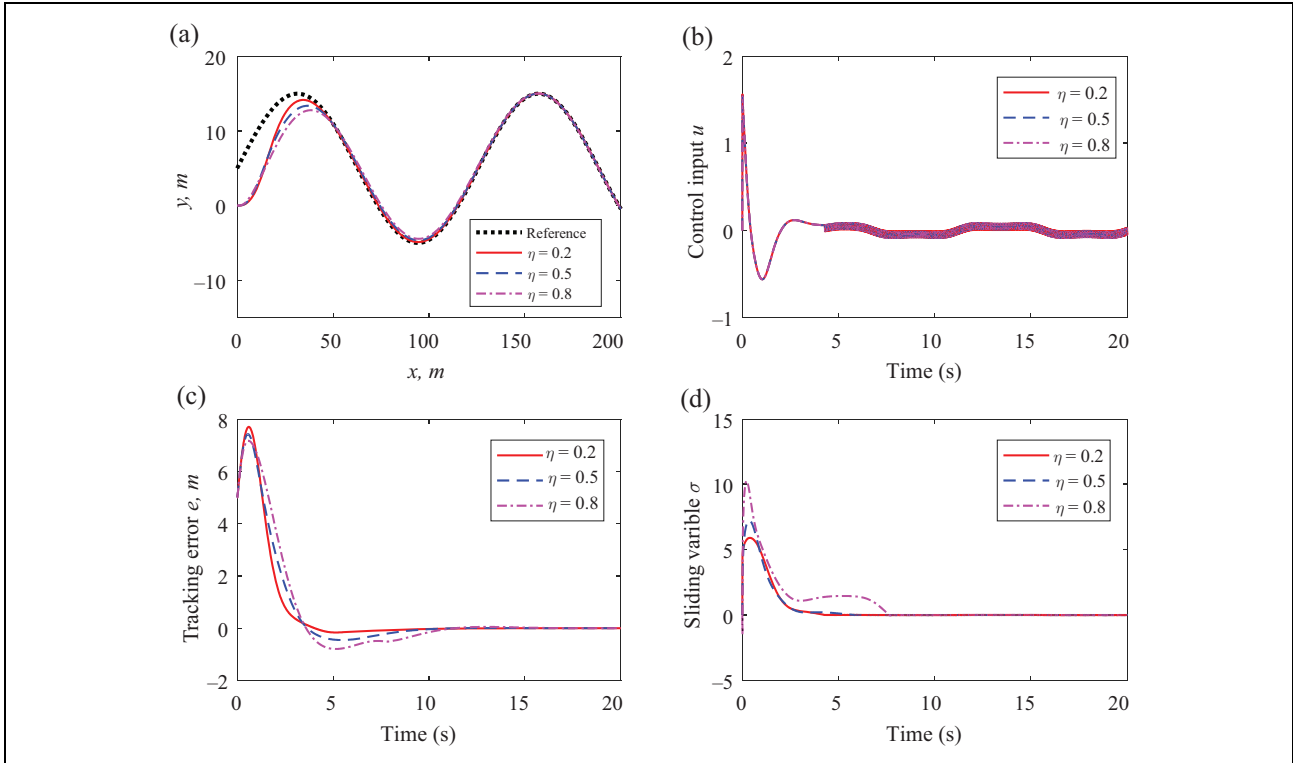 (a)
20
10
0
–10
y, m
0
50
100
150
200
x, m
Reference
η = 0.2
η = 0.5
η = 0.8
(b)
2
1
0
–1
Control input u
0
5
10
15
20
Time (s)
η = 0.2
η = 0.5
η = 0.8
(c)
8
6
4
2
0
–2
Tracking error e, m
0
5
10
15
20
Time (s)
η = 0.2
η = 0.5
η = 0.8
(d)
15
10
5
0
–5
Sliding varible σ
0
5
10
15
20
Time (s)
η = 0.2
η = 0.5
η = 0.8